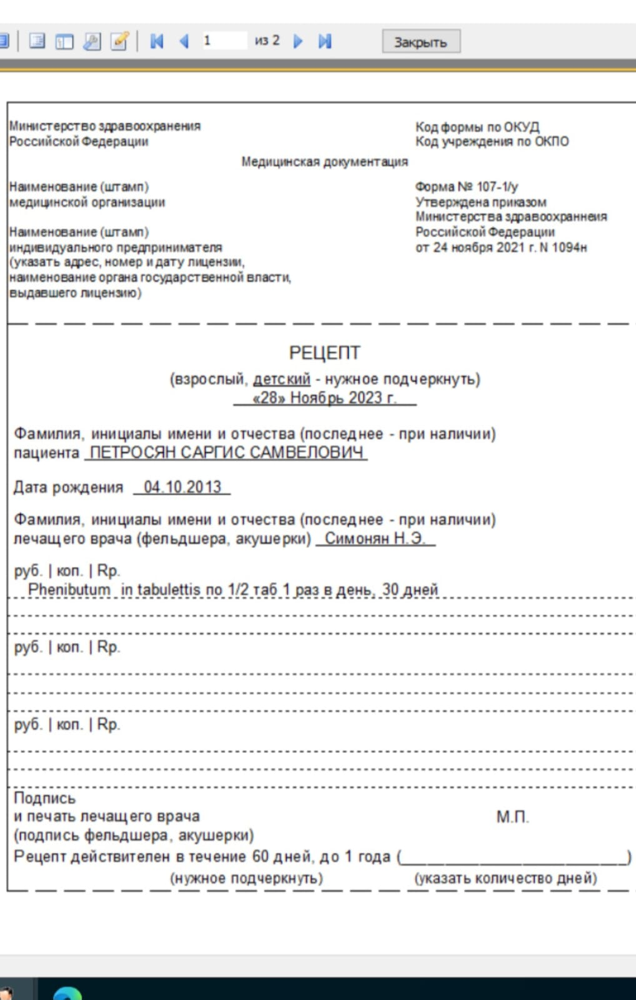 1 из 2 Закрыть
Министерство здравоохранения
Российской Федерации
Код формы по ОКУД
Код учреждения по ОКПО
Медицинская документация
Наименование (штамп)
медицинской организации
Форма № 107-1/у
Утверждена приказом
Министерства здравоохраннеия
Российской Федерации
от 24 ноября 2021 г. N 1094н
Наименование (штамп)
индивидуального предпринимателя
(указать адрес, номер и дату лицензии,
наименование органа государственной власти,
выдавшего лицензию)
РЕЦЕПТ
(взрослый, детский - нужное подчеркнуть)
«28» Ноябрь 2023 г.
Фамилия, инициалы имени и отчества (последнее - при наличии)
пациента ПЕТРОСЯН САРГИС САМВЕЛОВИЧ
Дата рождения 04.10.2013
Фамилия, инициалы имени и отчества (последнее - при наличии)
лечащего врача (фельдшера, акушерки) Симонян Н.Э.
руб. | коп. | Rp.
Phenibutum in tabulettis по 1/2 таб 1 раз в день, 30 дней
руб. | коп. | Rp.
руб. | коп. | Rp.
Подпись
и печать лечащего врача М.П.
(подпись фельдшера, акушерки)
Рецепт действителен в течение 60 дней, до 1 года (____________________)
(нужное подчеркнуть) (указать количество дней)